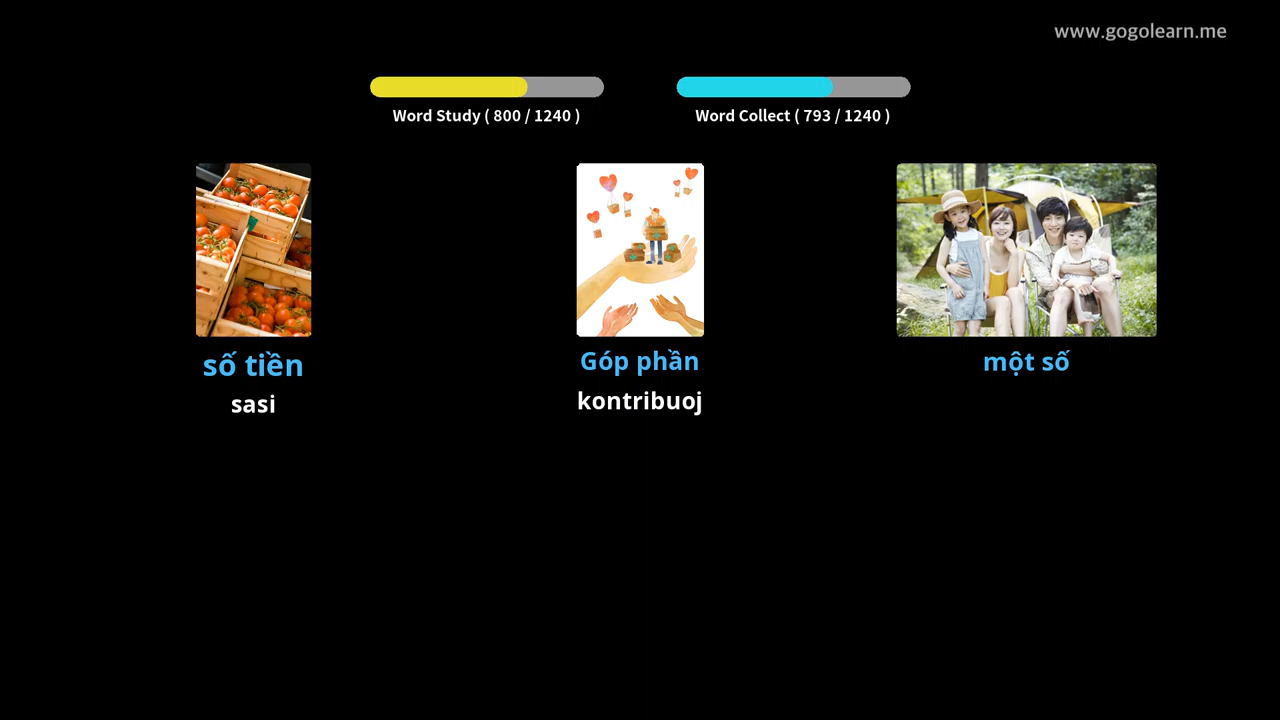 www.gogolearn.me
Word Study ( 800 / 1240 )
Word Collect ( 793 / 1240 )
số tiền
sasi
Góp phần
kontribuoj
một số